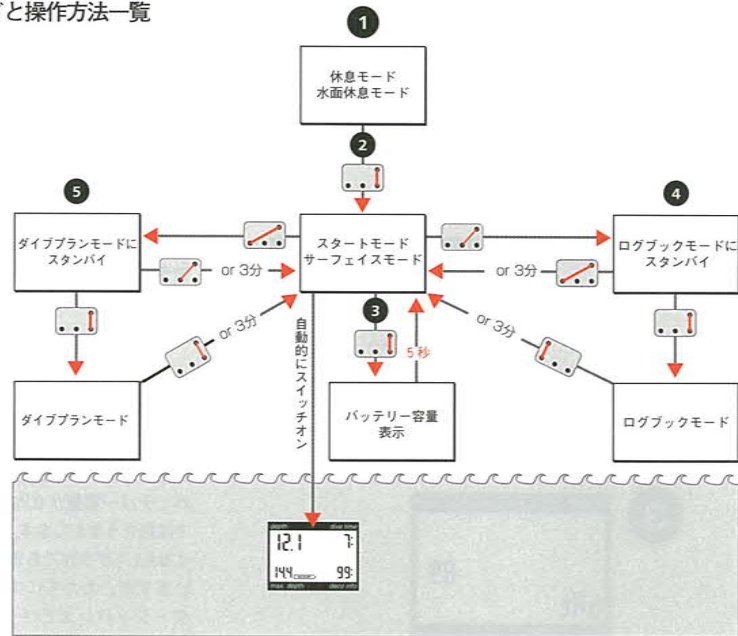 と操作方法一覧
1
休息モード
水面休息モード
2
5
4
ダイブプランモードに
スタンバイ
スタートモード
サーフェイスモード
ログブックモードに
スタンバイ
or 3分
or 3分
3
or 3分
or 3分
5秒
自動的にスイッチオン
ダイブプランモード
バッテリー容量
表示
ログブックモード
depth dive time
12.1 7:
14.4 99:
max. depth deco info